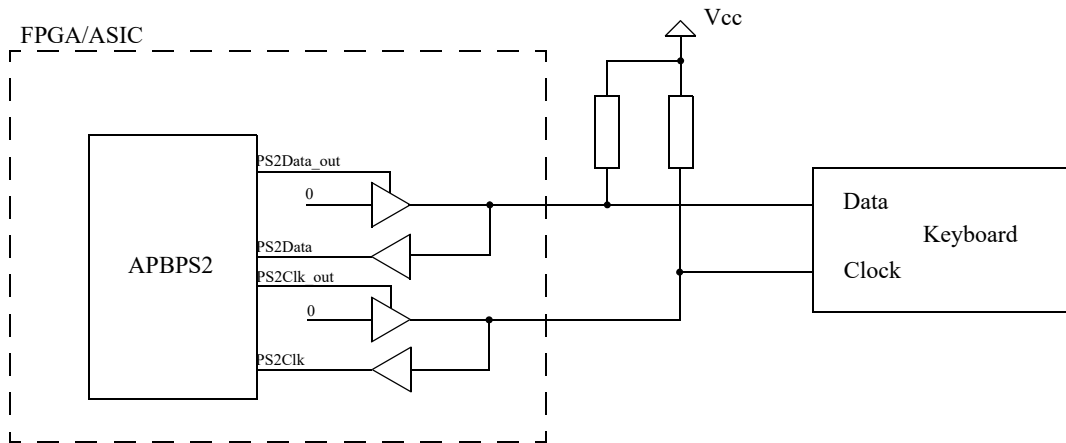 Vcc
FPGA/ASIC
PS2Data_out
0
PS2Data
APBPS2
PS2Clk_out
0
PS2Clk
Data
Keyboard
Clock